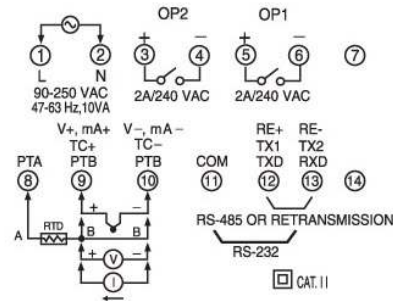 OP2 OP1
+ − + −
1 2 3 4 5 6 7
L N
90-250 VAC 2A/240 VAC 2A/240 VAC
47-63 Hz,10VA
V+, mA+ V−, mA− RE+ RE-
TC+ TC− TX1 TX2
PTA PTB PTB COM TXD RXD
8 9 10 11 12 13 14
+ −
RS-485 OR RETRANSMISSION
A RTD B B
RS-232
+ V −
I
CAT.II